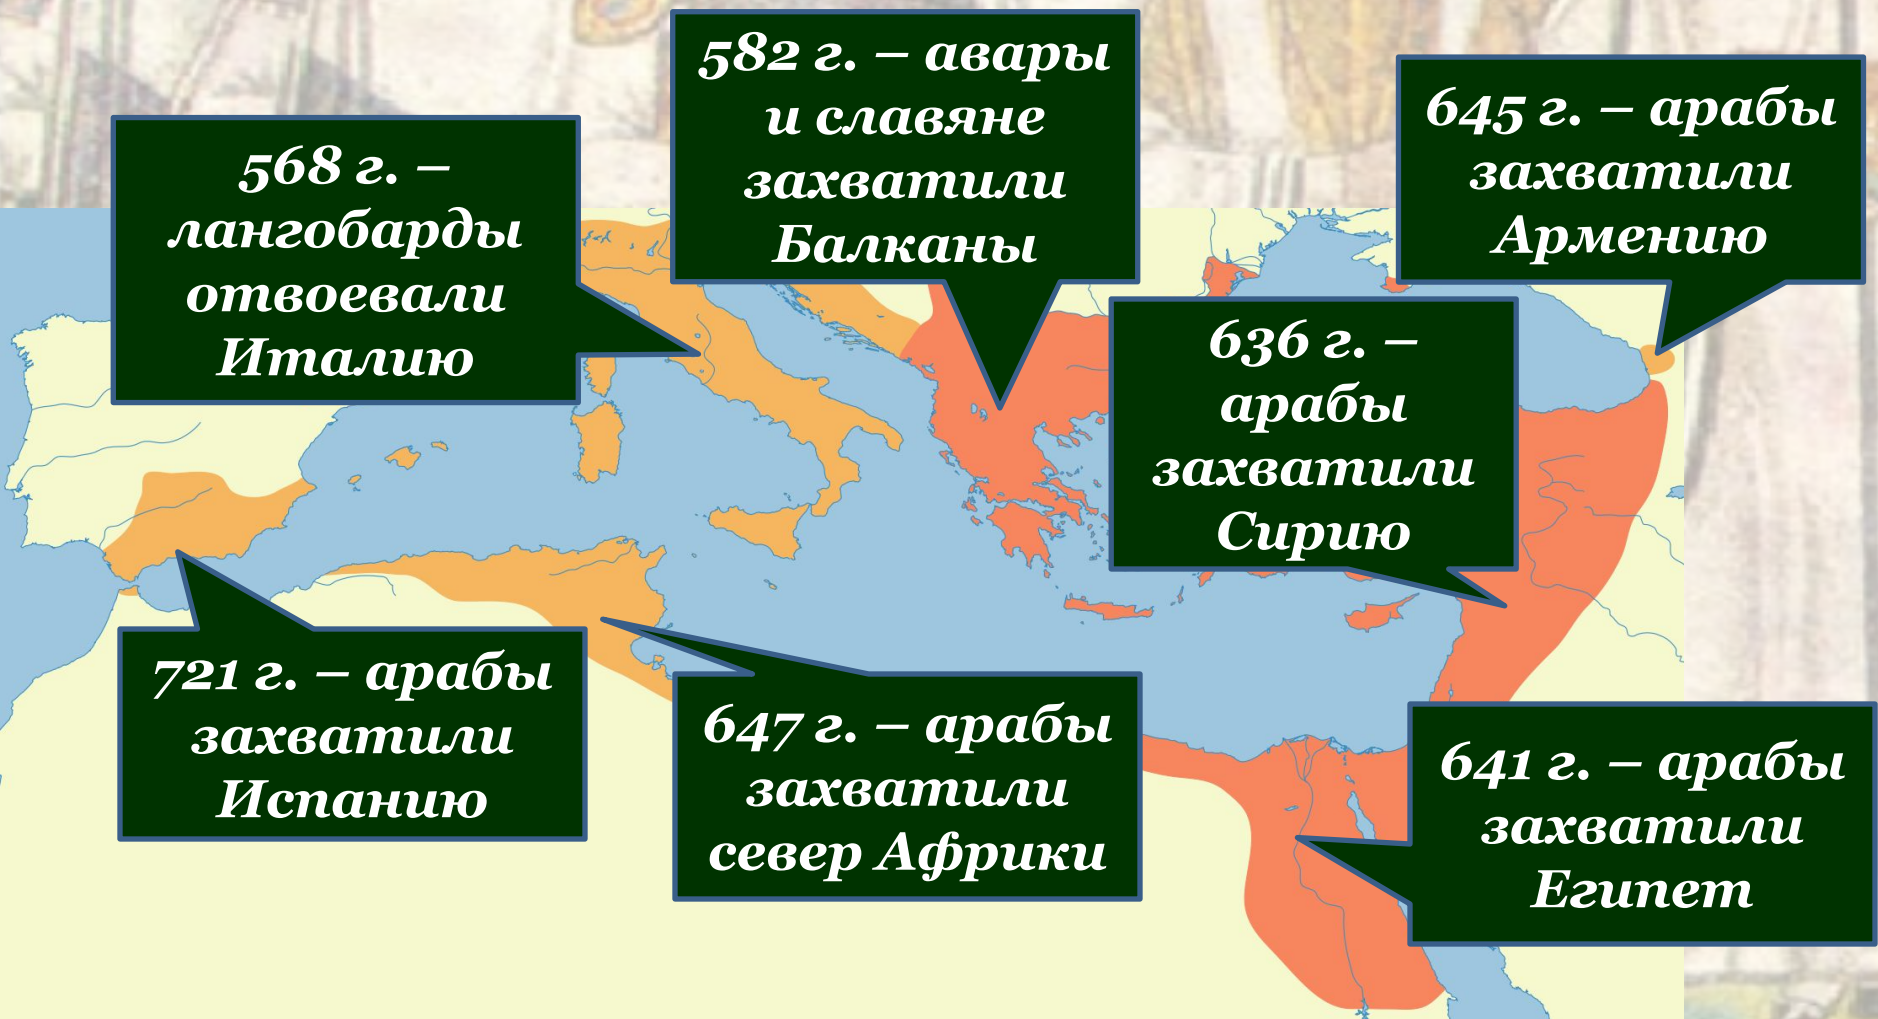 568 г. –
лангобарды
отвоевали
Италию
582 г. – авары
и славяне
захватили
Балканы
645 г. – арабы
захватили
Армению
636 г. –
арабы
захватили
Сирию
721 г. – арабы
захватили
Испанию
647 г. – арабы
захватили
север Африки
641 г. – арабы
захватили
Египет